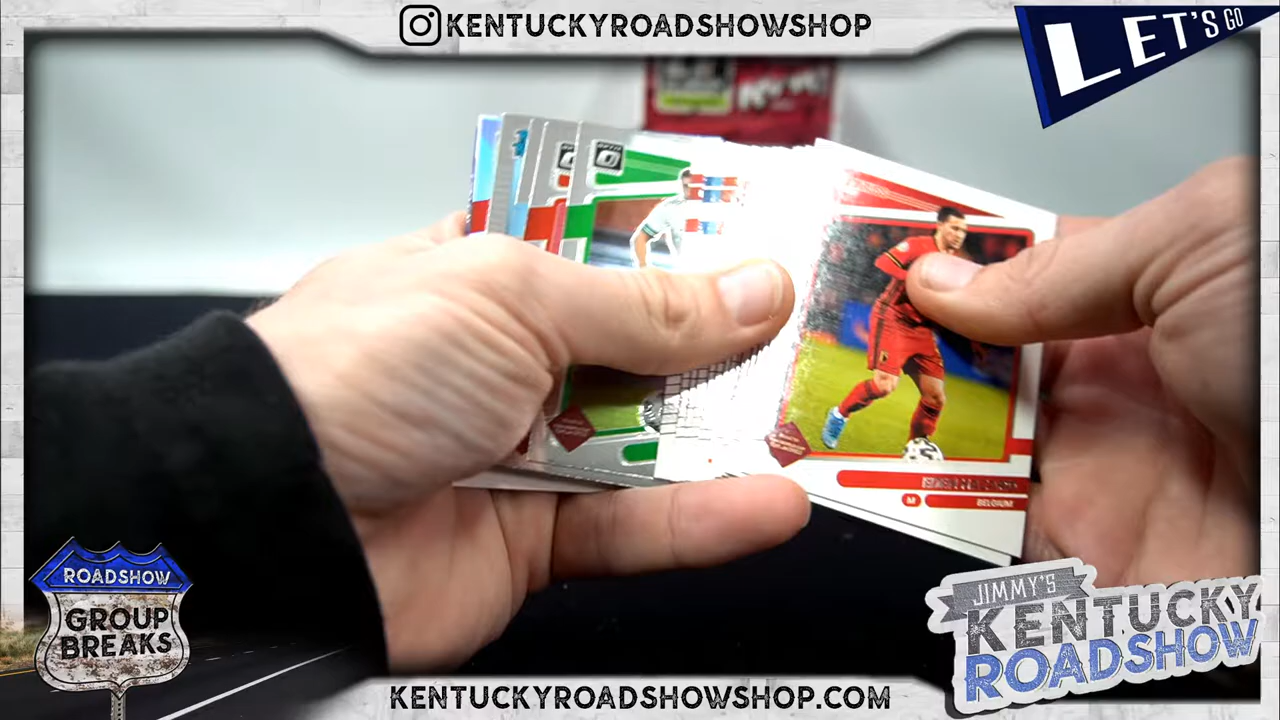 KENTUCKYROADSHOWSHOP
LET'S GO
BELGIUM
M
ROADSHOW
GROUP
BREAKS
JIMMY'S
KENTUCKY
ROADSHOW
KENTUCKYROADSHOWSHOP.COM